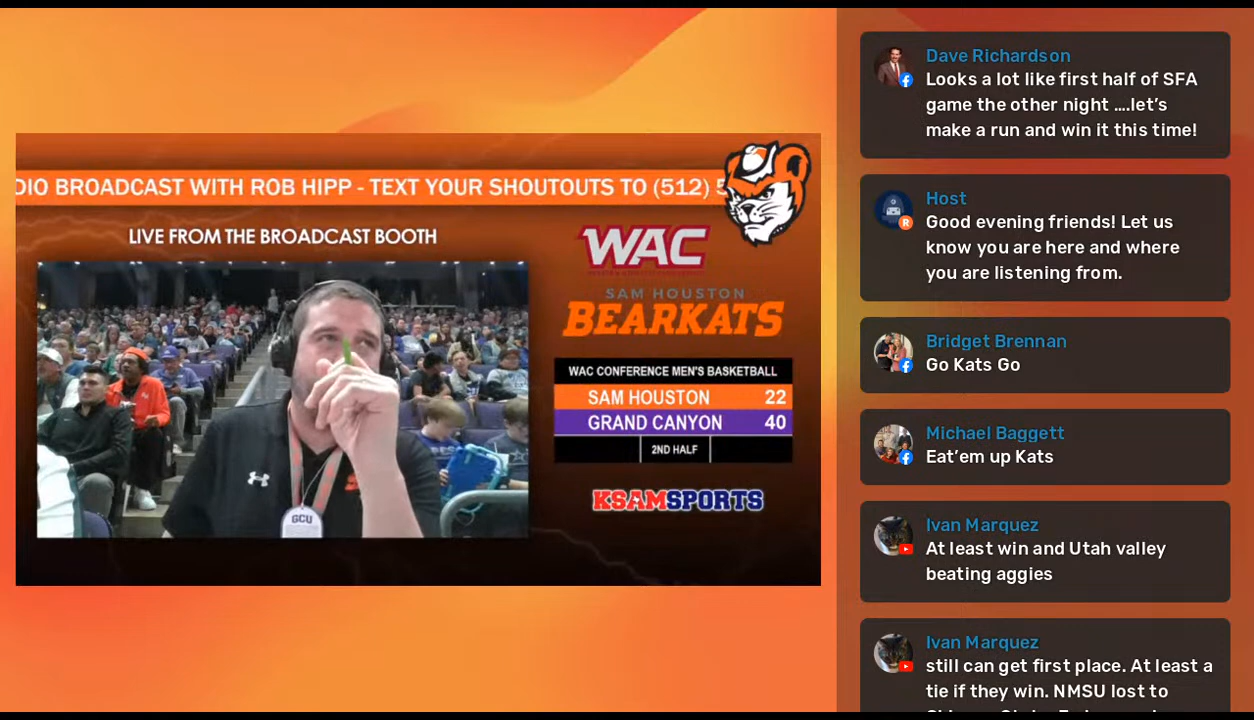 DIO BROADCAST WITH ROB HIPP - TEXT YOUR SHOUTOUTS TO (512) 5
LIVE FROM THE BROADCAST BOOTH
WAC
SAM HOUSTON
BEARKATS
WAC CONFERENCE MEN'S BASKETBALL
SAM HOUSTON 22
GRAND CANYON 40
2ND HALF
KSAMSPORTS
GCU
Dave Richardson
Looks a lot like first half of SFA
game the other night ....let's
make a run and win it this time!
Host
Good evening friends! Let us
know you are here and where
you are listening from.
Bridget Brennan
Go Kats Go
Michael Baggett
Eat'em up Kats
Ivan Marquez
At least win and Utah valley
beating aggies
Ivan Marquez
still can get first place. At least a
tie if they win. NMSU lost to